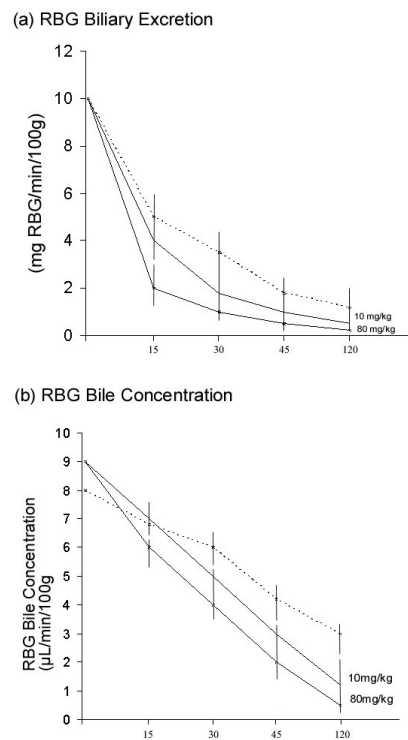 (a) RBG Biliary Excretion
12
10
8
6
4
2
0
(mg RBG/min/100g)
10 mg/kg
80 mg/kg
15 30 45 120
(b) RBG Bile Concentration
10
9
8
7
6
5
4
3
2
1
0
RBG Bile Concentration
(µL/min/100g
10mg/kg
80mg/kg
15 30 45 120